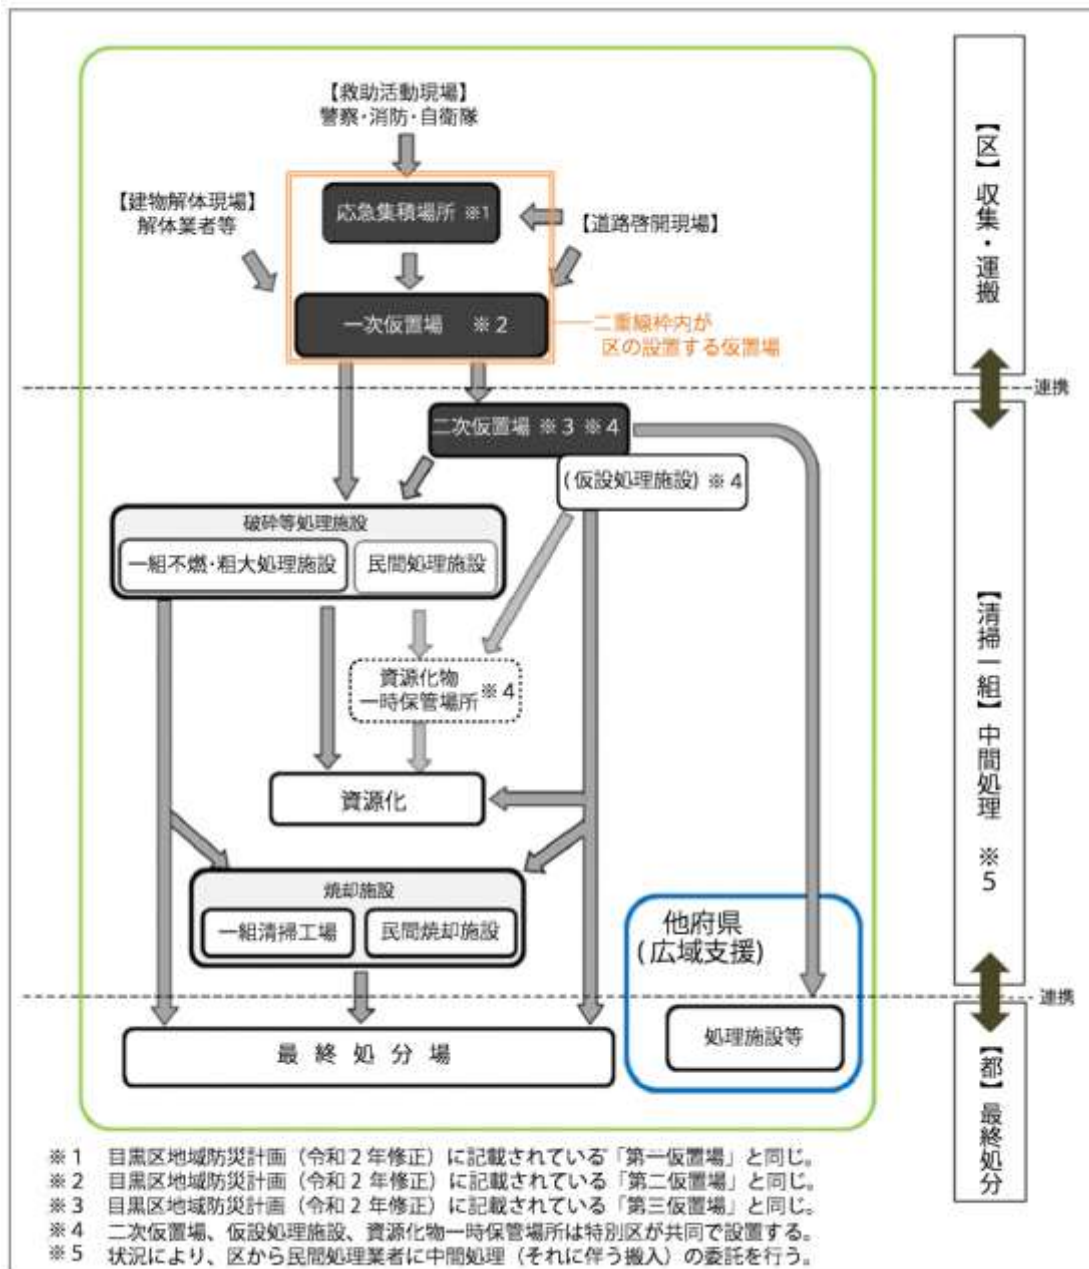 【救助活動現場】
警察・消防・自衛隊
【建物解体現場】
解体業者等
応急集積場所 ※1
【道路啓開現場】
一次仮置場 ※2
二重線枠内が
区の設置する仮置場
【区】収集・運搬
連携
二次仮置場 ※3 ※4
(仮設処理施設) ※4
破砕等処理施設
一組不燃・粗大処理施設
民間処理施設
資源化物
一時保管場所 ※4
資源化
【清掃一組】中間処理 ※5
焼却施設
一組清掃工場
民間焼却施設
他府県
(広域支援)
連携
処理施設等
最終処分場
【都】最終処分
※1 目黒区地域防災計画（令和2年修正）に記載されている「第一仮置場」と同じ。
※2 目黒区地域防災計画（令和2年修正）に記載されている「第二仮置場」と同じ。
※3 目黒区地域防災計画（令和2年修正）に記載されている「第三仮置場」と同じ。
※4 二次仮置場、仮設処理施設、資源化物一時保管場所は特別区が共同で設置する。
※5 状況により、区から民間処理業者に中間処理（それに伴う搬入）の委託を行う。